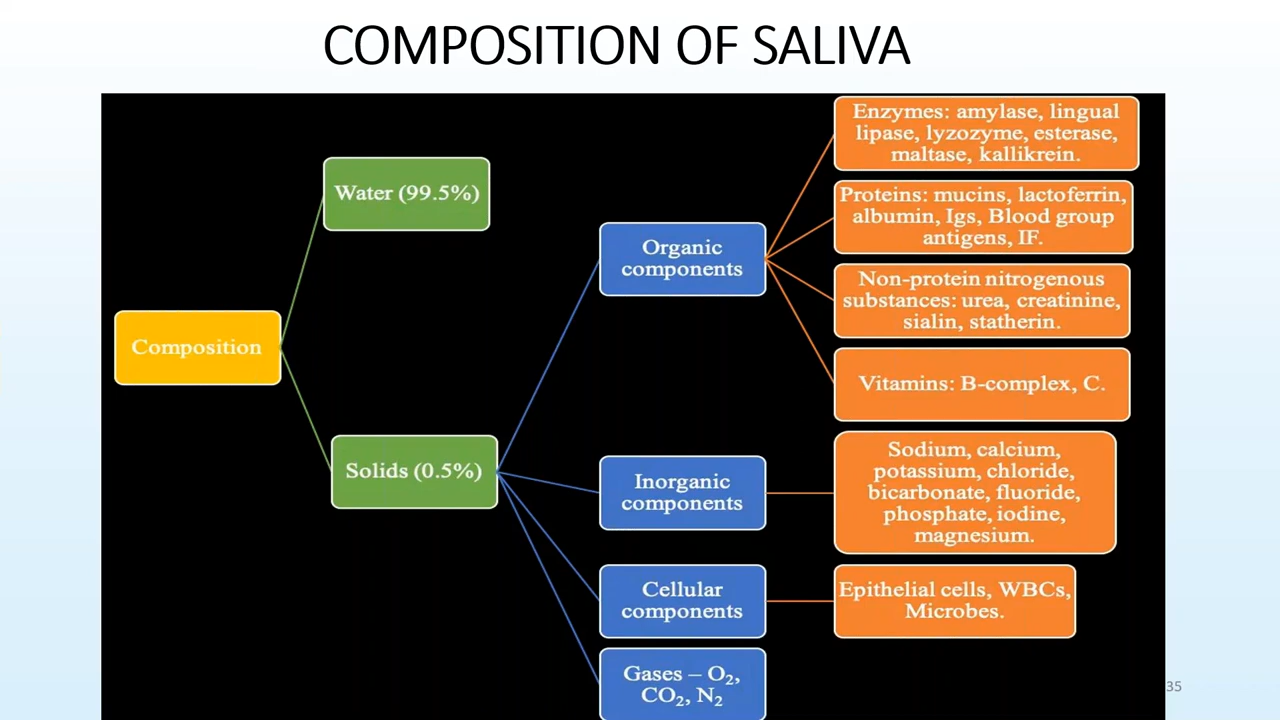 COMPOSITION OF SALIVA
Composition
Water (99.5%)
Solids (0.5%)
Organic
components
Enzymes: amylase, lingual
lipase, lyzozyme, esterase,
maltase, kallikrein.
Proteins: mucins, lactoferrin,
albumin, Igs, Blood group
antigens, IF.
Non-protein nitrogenous
substances: urea, creatinine,
sialin, statherin.
Vitamins: B-complex, C.
Inorganic
components
Sodium, calcium,
potassium, chloride,
bicarbonate, fluoride,
phosphate, iodine,
magnesium.
Cellular
components
Epithelial cells, WBCs,
Microbes.
Gases – O₂,
CO₂, N₂
35